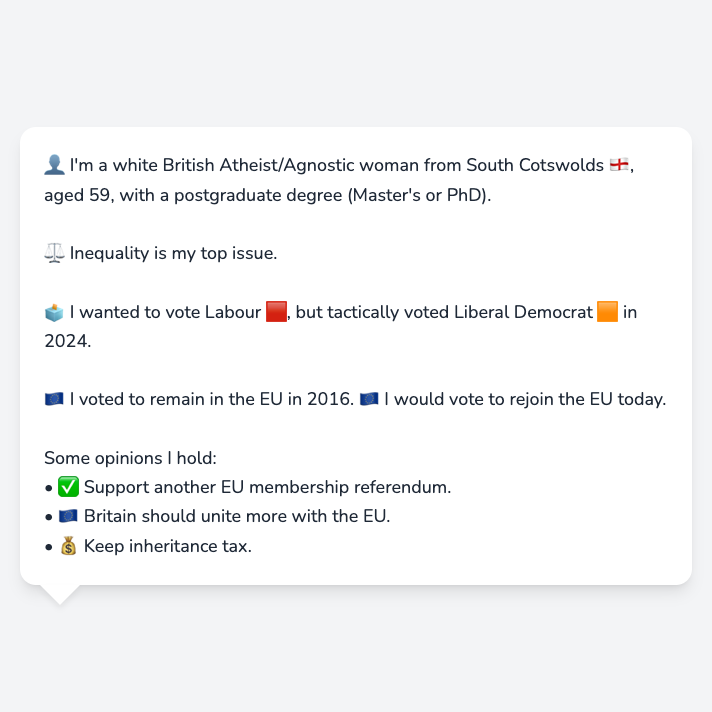 👤 I'm a white British Atheist/Agnostic woman from South Cotswolds 🏴󠁧󠁢󠁥󠁮󠁧󠁿,
aged 59, with a postgraduate degree (Master's or PhD).
⚖️ Inequality is my top issue.
🗳️ I wanted to vote Labour 🟥, but tactically voted Liberal Democrat 🟧 in
2024.
🇪🇺 I voted to remain in the EU in 2016. 🇪🇺 I would vote to rejoin the EU today.
Some opinions I hold:
• ✅ Support another EU membership referendum.
• 🇪🇺 Britain should unite more with the EU.
• 💰 Keep inheritance tax.